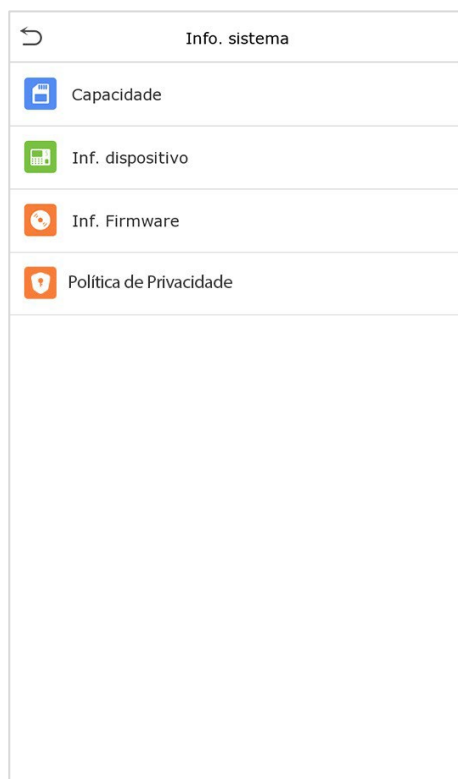 Info. sistema
Capacidade
Inf. dispositivo
Inf. Firmware
Política de Privacidade